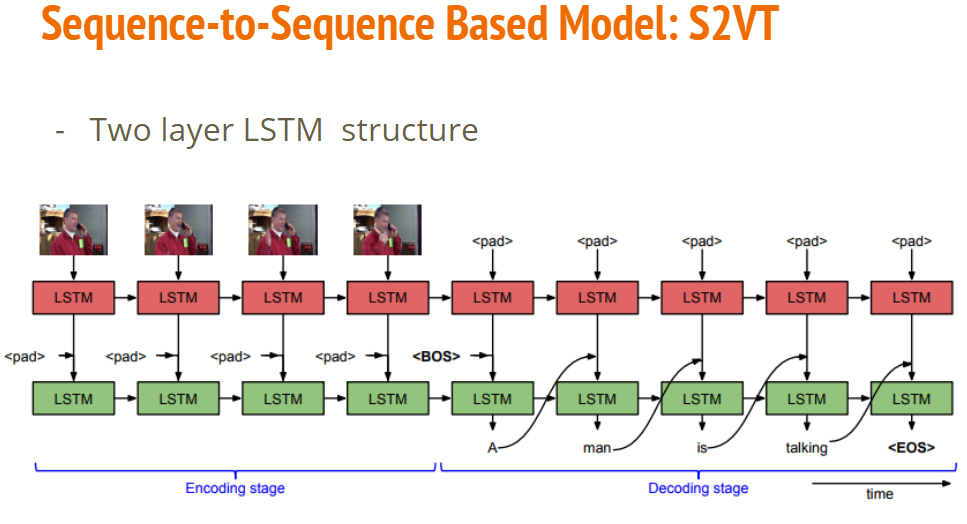 Sequence-to-Sequence Based Model: S2VT
- Two layer LSTM structure
<pad> <pad> <pad> <pad> <pad>
LSTM LSTM LSTM LSTM LSTM LSTM LSTM LSTM LSTM
<pad> <pad> <pad> <pad> <BOS>
LSTM LSTM LSTM LSTM LSTM LSTM LSTM LSTM LSTM
A man is talking <EOS>
Encoding stage Decoding stage
time